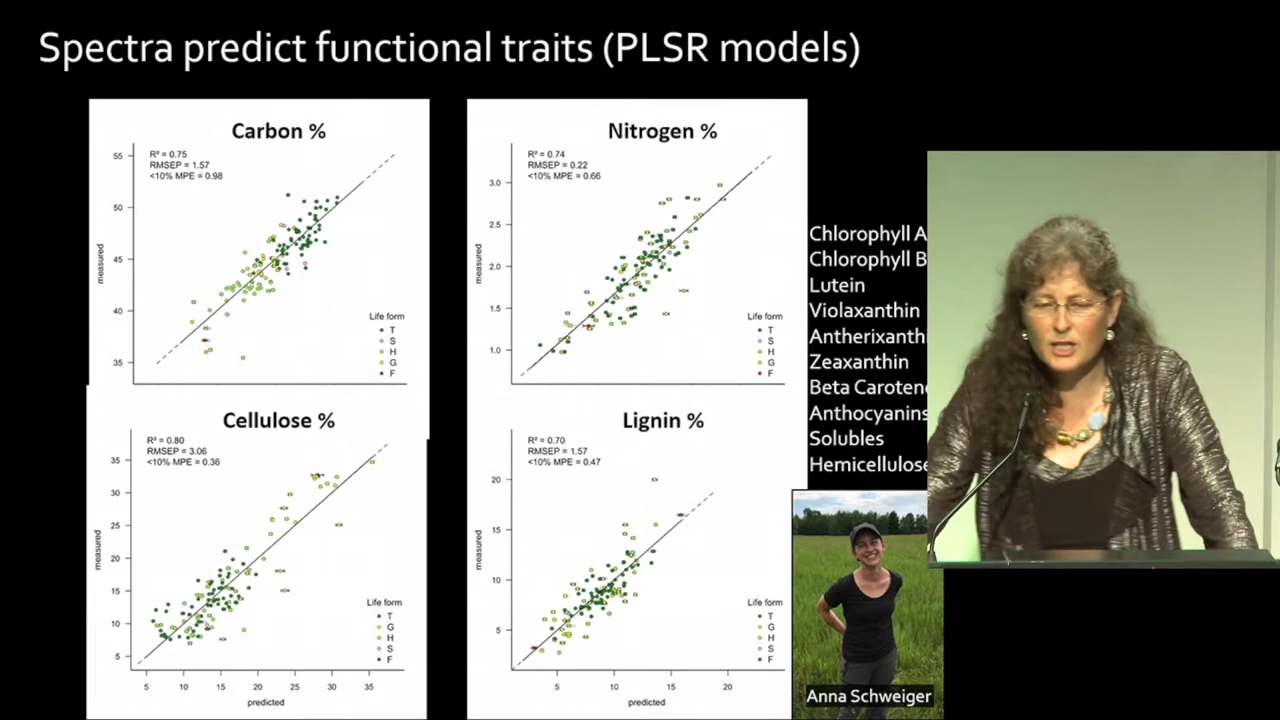 Spectra predict functional traits (PLSR models)
Carbon %
R² = 0.75
RMSEP = 1.57
<10% MPE = 0.98
55
50
45
40
35
measured
Life form
T
S
H
G
F
Nitrogen %
R² = 0.74
RMSEP = 0.22
<10% MPE = 0.66
3.0
2.5
2.0
1.5
1.0
measured
Life form
T
S
H
G
F
Cellulose %
R² = 0.80
RMSEP = 3.06
<10% MPE = 0.36
35
30
25
20
15
10
5
measured
Life form
T
G
H
S
F
5 10 15 20 25 30 35
predicted
Lignin %
R² = 0.70
RMSEP = 1.57
<10% MPE = 0.47
20
15
10
5
measured
Life form
T
G
H
S
F
5 10 15 20
predicted
Chlorophyll A
Chlorophyll B
Lutein
Violaxanthin
Antherixanthi
Zeaxanthin
Beta Carotene
Anthocyanins
Solubles
Hemicellulose
Anna Schweiger